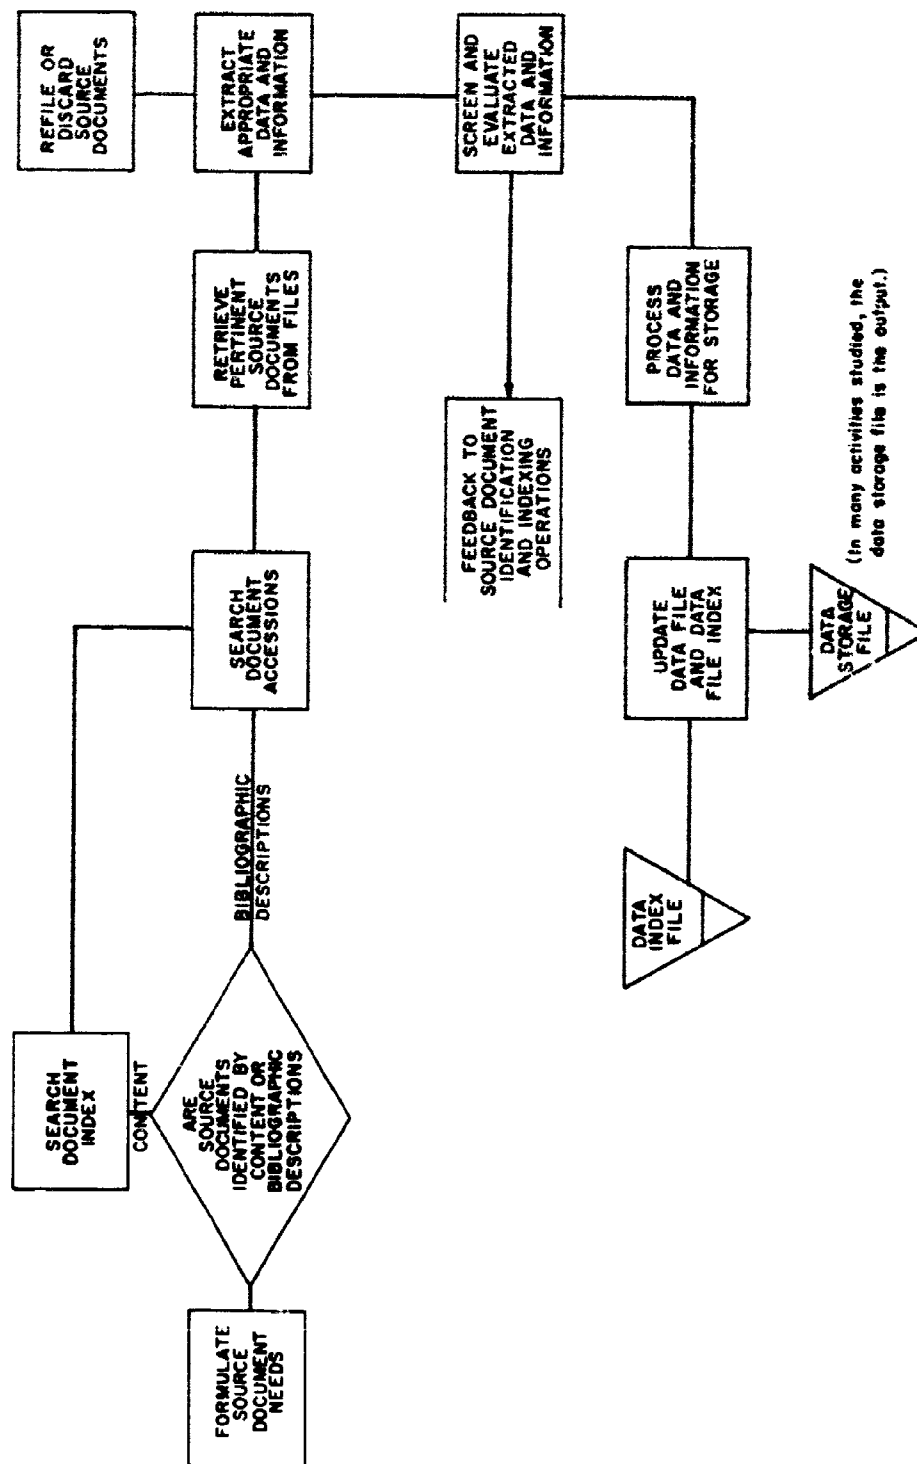 FORMULATE
SOURCE
DOCUMENT
NEEDS
ARE
SOURCE
DOCUMENTS
IDENTIFIED BY
CONTENT OR
BIBLIOGRAPHIC
DESCRIPTIONS
CONTENT
SEARCH
DOCUMENT
INDEX
BIBLIOGRAPHIC
DESCRIPTIONS
SEARCH
DOCUMENT
ACCESSIONS
RETRIEVE
PERTINENT
SOURCE
DOCUMENTS
FROM FILES
EXTRACT
APPROPRIATE
DATA AND
INFORMATION
REFILE OR
DISCARD
SOURCE
DOCUMENTS
SCREEN AND
EVALUATE
EXTRACTED
DATA AND
INFORMATION
FEEDBACK TO
SOURCE DOCUMENT
IDENTIFICATION
AND INDEXING
OPERATIONS
PROCESS
DATA AND
INFORMATION
FOR STORAGE
UPDATE
DATA FILE
AND DATA
FILE INDEX
DATA
INDEX
FILE
DATA
STORAGE
FILE
(In many activities studied, the
data storage file is the output.)